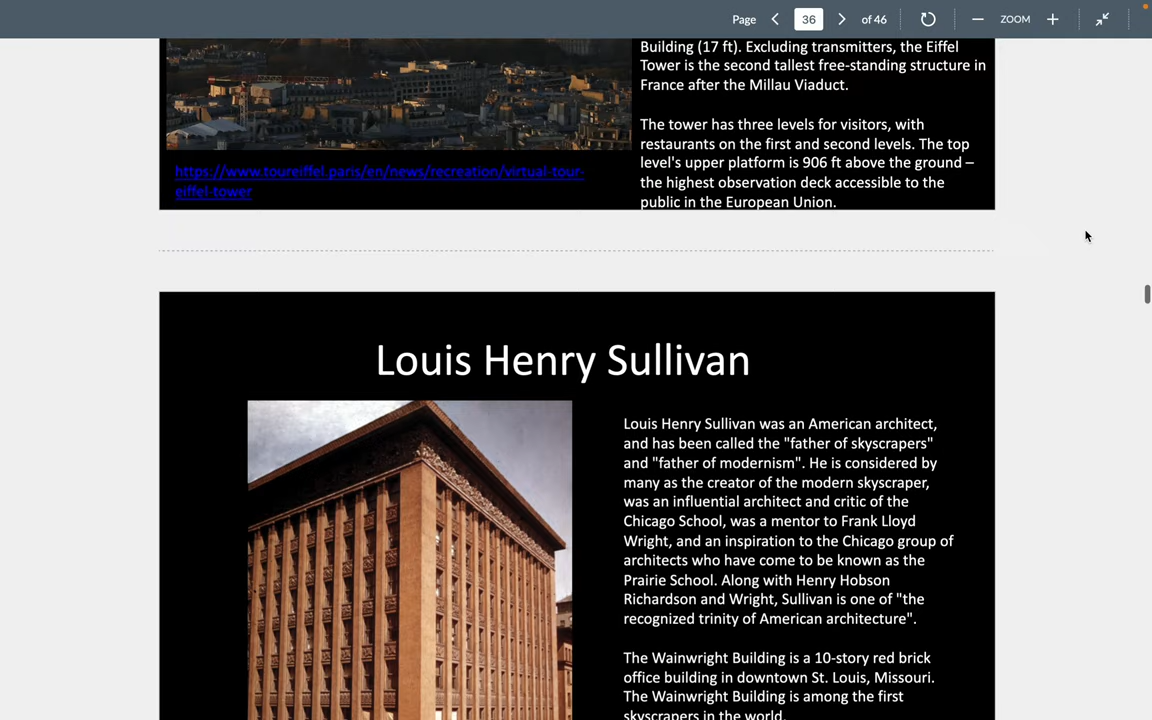 Page 36 of 46 ZOOM
Building (17 ft). Excluding transmitters, the Eiffel
Tower is the second tallest free-standing structure in
France after the Millau Viaduct.
The tower has three levels for visitors, with
restaurants on the first and second levels. The top
level's upper platform is 906 ft above the ground –
the highest observation deck accessible to the
public in the European Union.
https://www.toureiffel.paris/en/news/recreation/virtual-tour-
eiffel-tower
Louis Henry Sullivan
Louis Henry Sullivan was an American architect,
and has been called the "father of skyscrapers"
and "father of modernism". He is considered by
many as the creator of the modern skyscraper,
was an influential architect and critic of the
Chicago School, was a mentor to Frank Lloyd
Wright, and an inspiration to the Chicago group of
architects who have come to be known as the
Prairie School. Along with Henry Hobson
Richardson and Wright, Sullivan is one of "the
recognized trinity of American architecture".
The Wainwright Building is a 10-story red brick
office building in downtown St. Louis, Missouri.
The Wainwright Building is among the first
skyscrapers in the world.